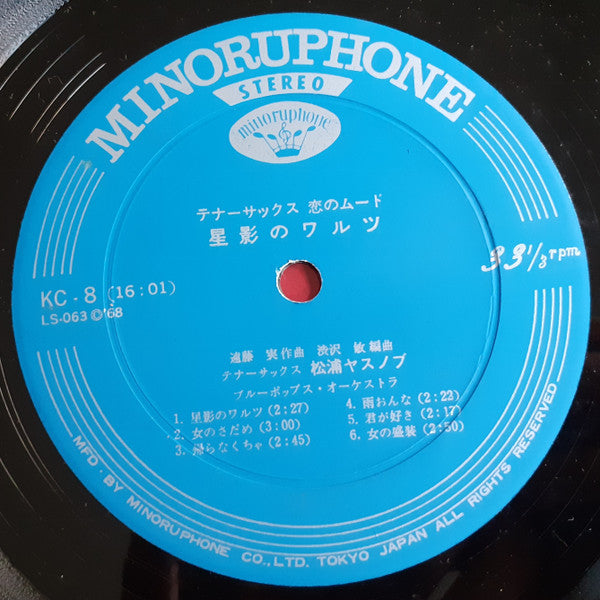 MINORUPHONE
STEREO
minoruphone
テナーサックス 恋のムード
星影のワルツ
KC-8 (16:01)
LS-063 ©'68
33 1/3 rpm
遠藤 実作曲 渋沢 敏編曲
テナーサックス 松浦ヤスノブ
ブルーポップス・オーケストラ
1. 星影のワルツ (2:27)
2. 女のさだめ (3:00)
3. 帰らなくちゃ (2:45)
4. 雨おんな (2:23)
5. 君が好き (2:17)
6. 女の盛装 (2:50)
MFD. BY MINORUPHONE CO., LTD. TOKYO JAPAN ALL RIGHTS RESERVED